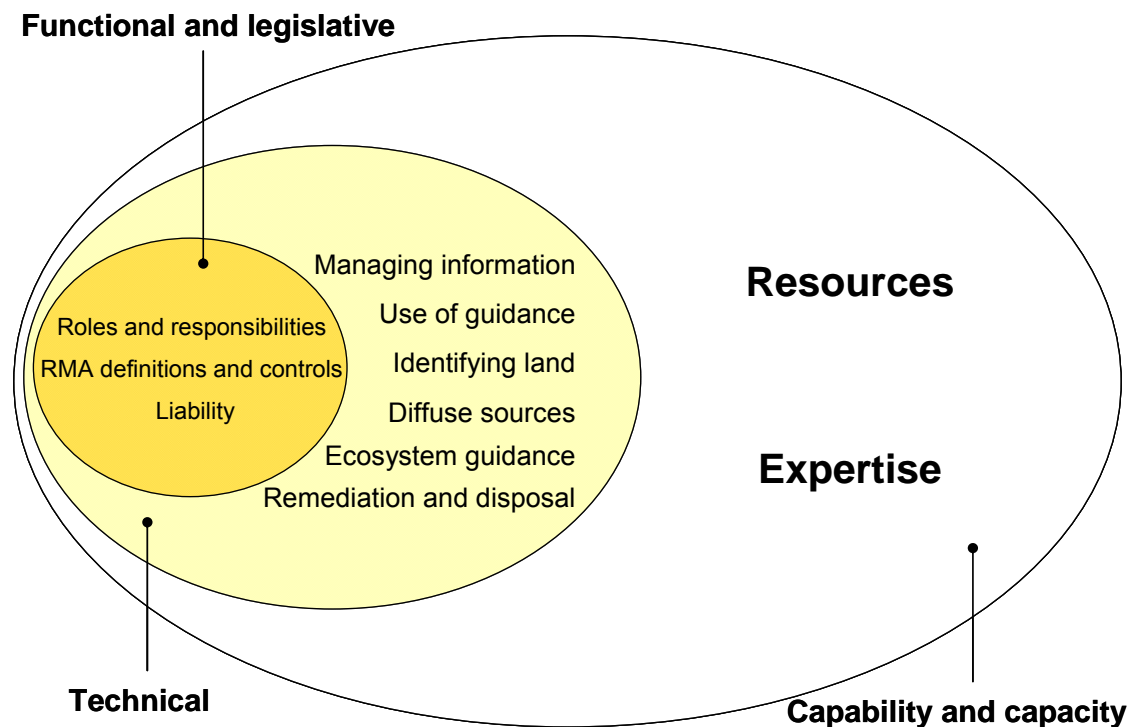 Functional and legislative
Roles and responsibilities
RMA definitions and controls
Liability
Managing information
Use of guidance
Identifying land
Diffuse sources
Ecosystem guidance
Remediation and disposal
Resources
Expertise
Technical
Capability and capacity